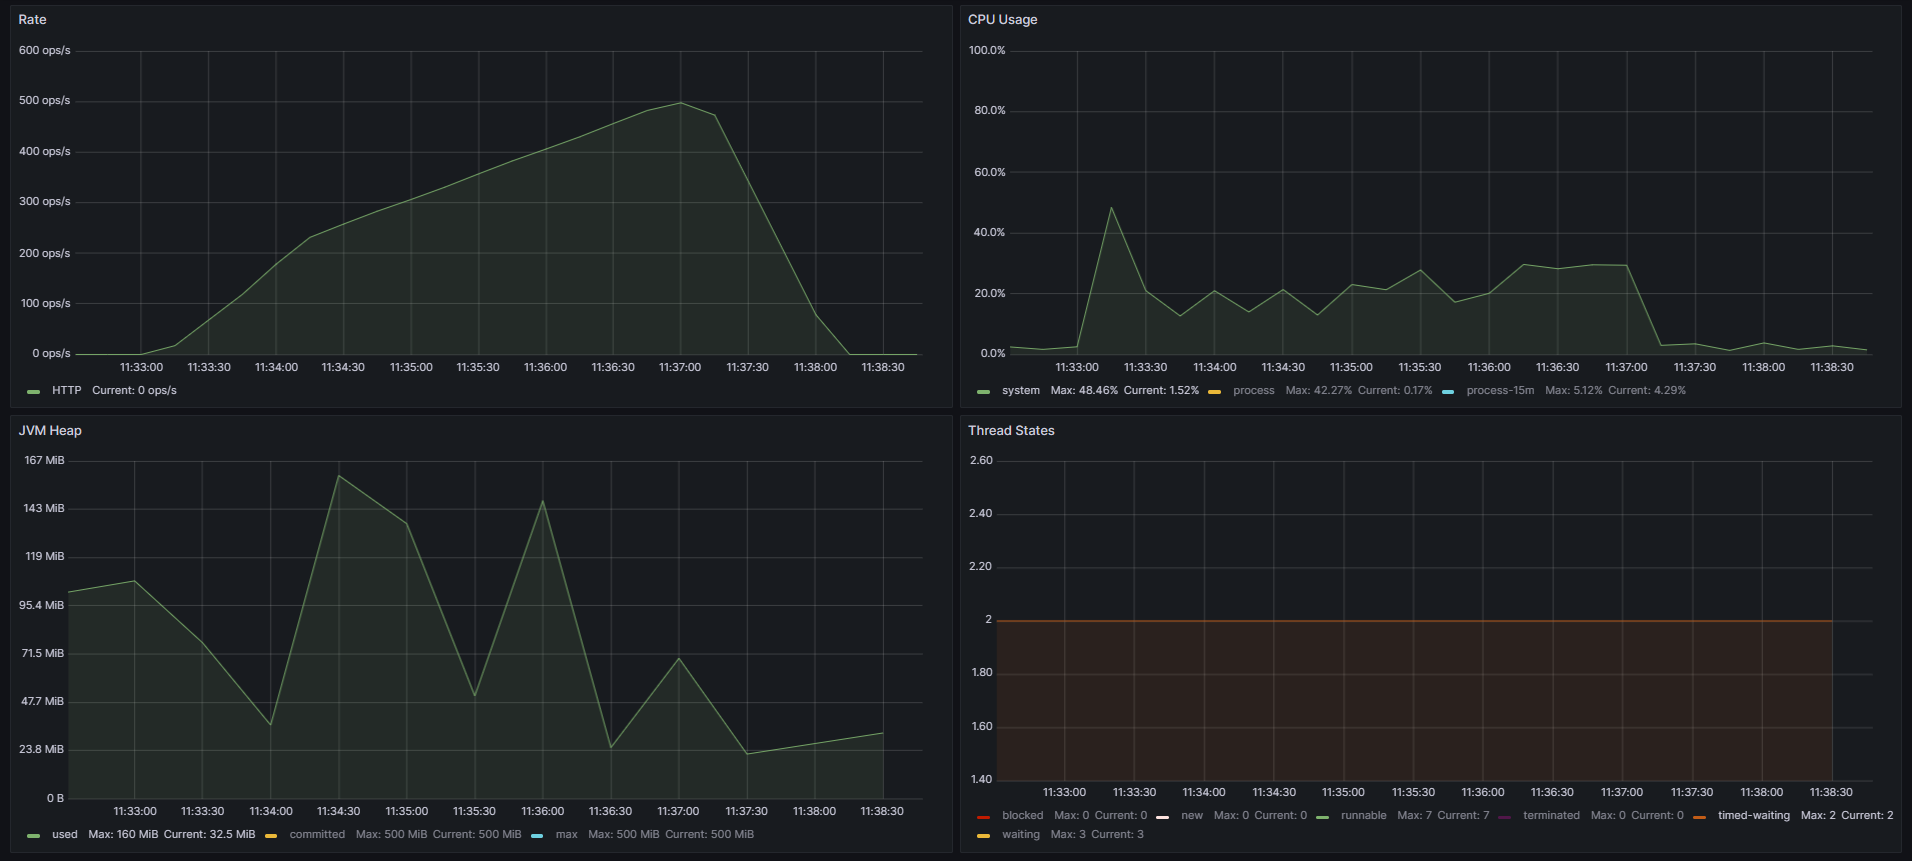 Rate
600 ops/s
500 ops/s
400 ops/s
300 ops/s
200 ops/s
100 ops/s
0 ops/s
11:33:00 11:33:30 11:34:00 11:34:30 11:35:00 11:35:30 11:36:00 11:36:30 11:37:00 11:37:30 11:38:00 11:38:30
HTTP Current: 0 ops/s
CPU Usage
100.0%
80.0%
60.0%
40.0%
20.0%
0.0%
11:33:00 11:33:30 11:34:00 11:34:30 11:35:00 11:35:30 11:36:00 11:36:30 11:37:00 11:37:30 11:38:00 11:38:30
system Max: 48.46% Current: 1.52% process Max: 42.27% Current: 0.17% process-15m Max: 5.12% Current: 4.29%
JVM Heap
167 MiB
143 MiB
119 MiB
95.4 MiB
71.5 MiB
47.7 MiB
23.8 MiB
0 B
11:33:00 11:33:30 11:34:00 11:34:30 11:35:00 11:35:30 11:36:00 11:36:30 11:37:00 11:37:30 11:38:00 11:38:30
used Max: 160 MiB Current: 32.5 MiB committed Max: 500 MiB Current: 500 MiB max Max: 500 MiB Current: 500 MiB
Thread States
2.60
2.40
2.20
2
1.80
1.60
1.40
11:33:00 11:33:30 11:34:00 11:34:30 11:35:00 11:35:30 11:36:00 11:36:30 11:37:00 11:37:30 11:38:00 11:38:30
blocked Max: 0 Current: 0 new Max: 0 Current: 0 runnable Max: 7 Current: 7 terminated Max: 0 Current: 0 timed-waiting Max: 2 Current: 2
waiting Max: 3 Current: 3